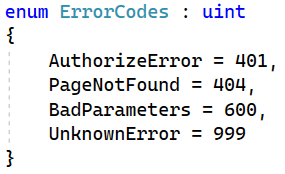 enum ErrorCodes : uint
{
    AuthorizeError = 401,
    PageNotFound = 404,
    BadParameters = 600,
    UnknownError = 999
}